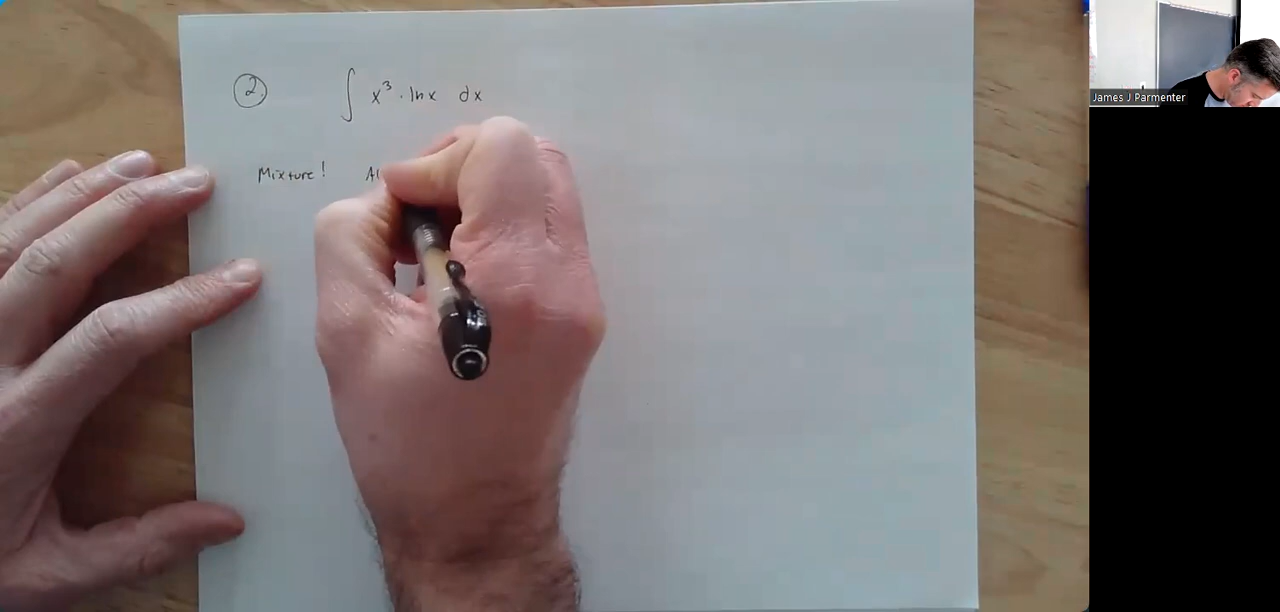 ② ∫ x³ · ln x dx
Mixture!
James J Parmenter